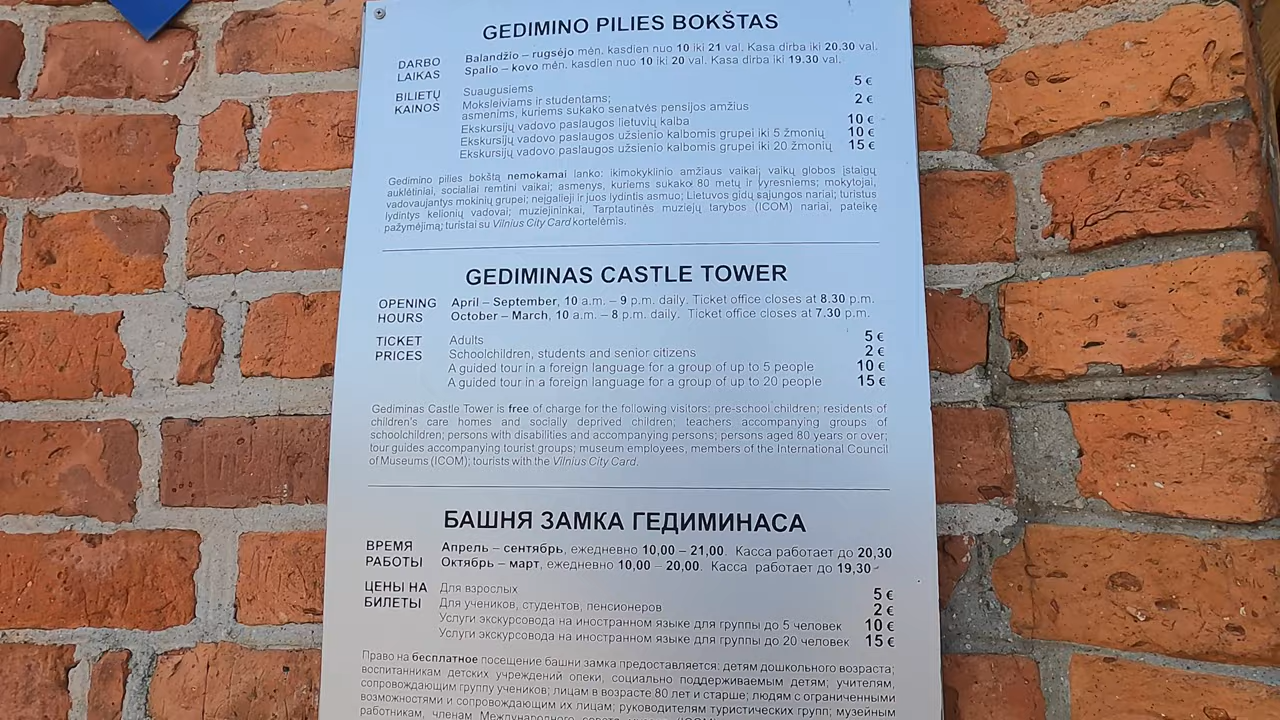 GEDIMINO PILIES BOKŠTAS
DARBO LAIKAS
Balandžio – rugsėjo mėn. kasdien nuo 10 iki 21 val. Kasa dirba iki 20.30 val.
Spalio – kovo mėn. kasdien nuo 10 iki 20 val. Kasa dirba iki 19.30 val.
BILIETŲ KAINOS
Suaugusiems 5 €
Moksleiviams ir studentams;
asmenims, kuriems sukako senatvės pensijos amžius 2 €
Ekskursijų vadovo paslaugos lietuvių kalba 10 €
Ekskursijų vadovo paslaugos užsienio kalbomis grupei iki 5 žmonių 10 €
Ekskursijų vadovo paslaugos užsienio kalbomis grupei iki 20 žmonių 15 €
Gedimino pilies bokštą nemokamai lanko: ikimokyklinio amžiaus vaikai; vaikų globos įstaigų
auklėtiniai, socialiai remtini vaikai; asmenys, kuriems sukako 80 metų ir vyresniems; mokytojai,
vadovaujantys mokinių grupei; neįgalieji ir juos lydintis asmuo; Lietuvos gidų sąjungos nariai; turistus
lydintys kelionių vadovai; muziejininkai, Tarptautinės muziejų tarybos (ICOM) nariai, pateikę
pažymėjimą; turistai su Vilnius City Card kortelėmis.
GEDIMINAS CASTLE TOWER
OPENING HOURS
April – September, 10 a.m. – 9 p.m. daily. Ticket office closes at 8.30 p.m.
October – March, 10 a.m. – 8 p.m. daily. Ticket office closes at 7.30 p.m.
TICKET PRICES
Adults 5 €
Schoolchildren, students and senior citizens 2 €
A guided tour in a foreign language for a group of up to 5 people 10 €
A guided tour in a foreign language for a group of up to 20 people 15 €
Gediminas Castle Tower is free of charge for the following visitors: pre-school children; residents of
children's care homes and socially deprived children; teachers accompanying groups of
schoolchildren; persons with disabilities and accompanying persons; persons aged 80 years or over;
tour guides accompanying tourist groups; museum employees, members of the International Council
of Museums (ICOM); tourists with the Vilnius City Card.
БАШНЯ ЗАМКА ГЕДИМИНАСА
ВРЕМЯ РАБОТЫ
Апрель – сентябрь, ежедневно 10,00 – 21,00. Касса работает до 20,30
Октябрь – март, ежедневно 10,00 – 20,00. Касса работает до 19,30
ЦЕНЫ НА БИЛЕТЫ
Для взрослых 5 €
Для учеников, студентов, пенсионеров 2 €
Услуги экскурсовода на иностранном языке для группы до 5 человек 10 €
Услуги экскурсовода на иностранном языке для группы до 20 человек 15 €
Право на бесплатное посещение башни замка предоставляется: детям дошкольного возраста;
воспитанникам детских учреждений опеки, социально поддерживаемым детям; учителям,
сопровождающим группу учеников; лицам в возрасте 80 лет и старше; людям с ограниченными
возможностями и сопровождающим их лицам; руководителям туристических групп; музейным
работникам, членам Международного совета